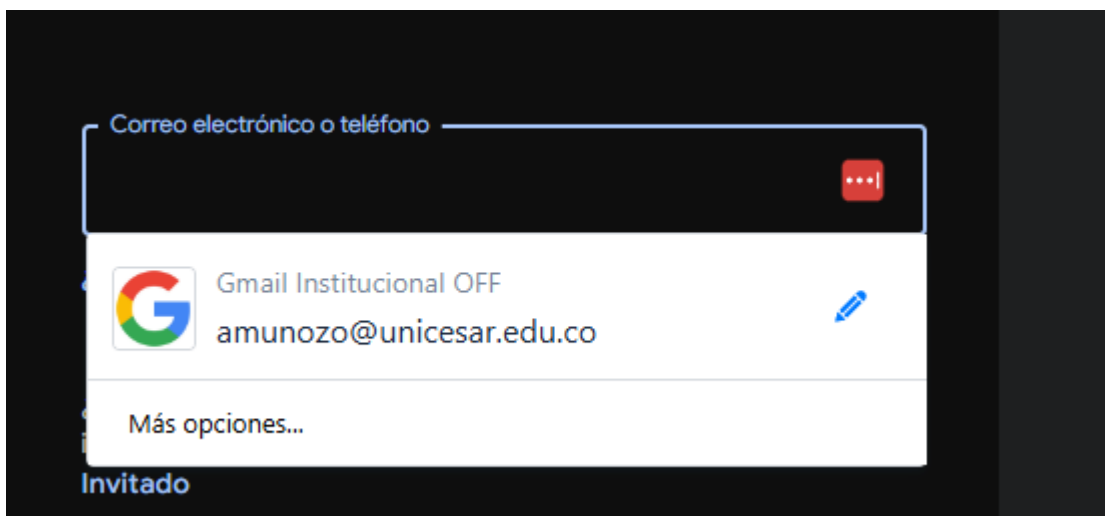 Correo electrónico o teléfono
Gmail Institucional OFF
amunozo@unicesar.edu.co
Más opciones...
Invitado